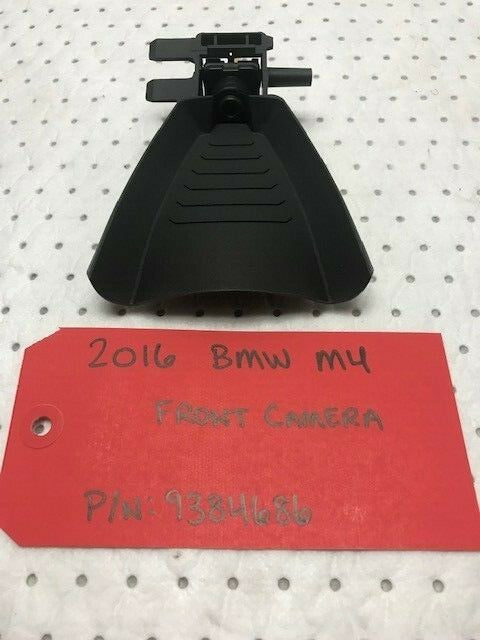 2016 BMW M4
FRONT CAMERA
P/N: 9384686